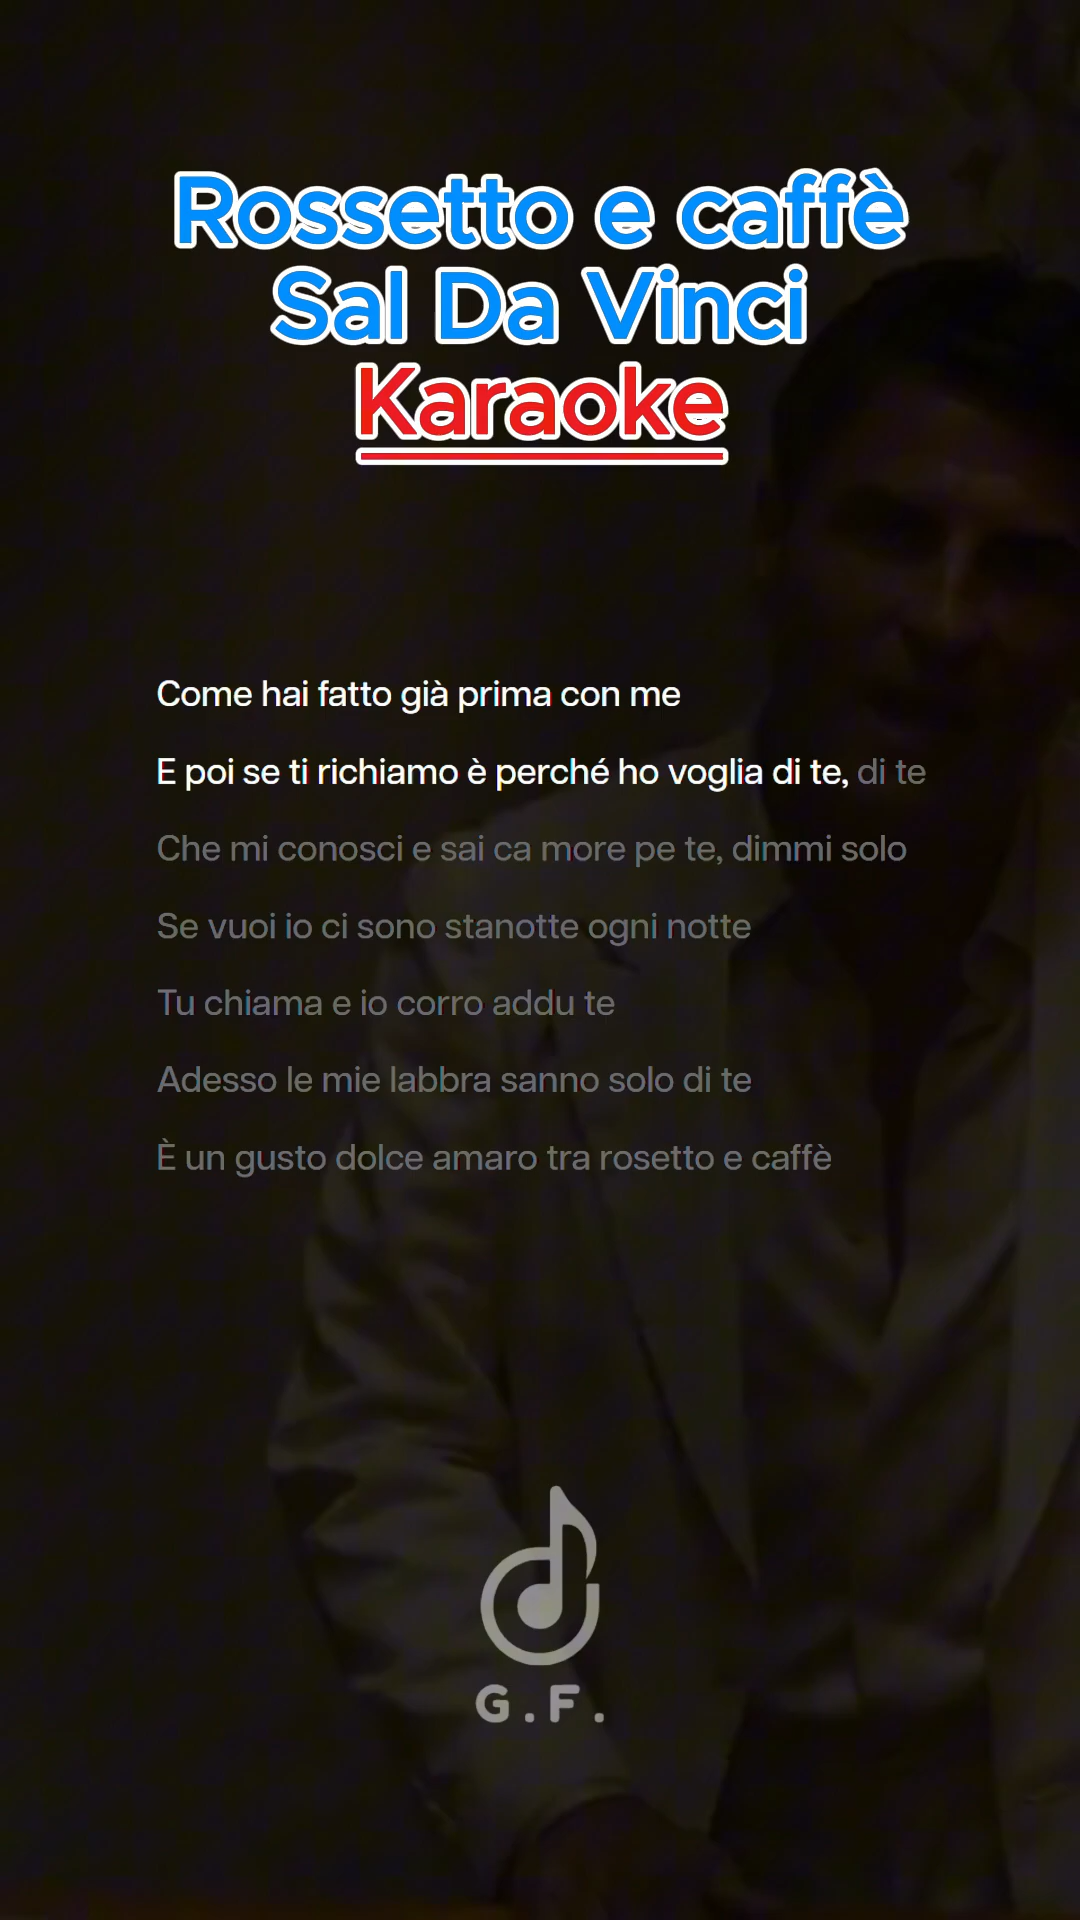 Rossetto e caffè
Sal Da Vinci
Karaoke
Come hai fatto già prima con me
E poi se ti richiamo è perché ho voglia di te, di te
Che mi conosci e sai ca more pe te, dimmi solo
Se vuoi io ci sono stanotte ogni notte
Tu chiama e io corro addu te
Adesso le mie labbra sanno solo di te
È un gusto dolce amaro tra rosetto e caffè
G.F.